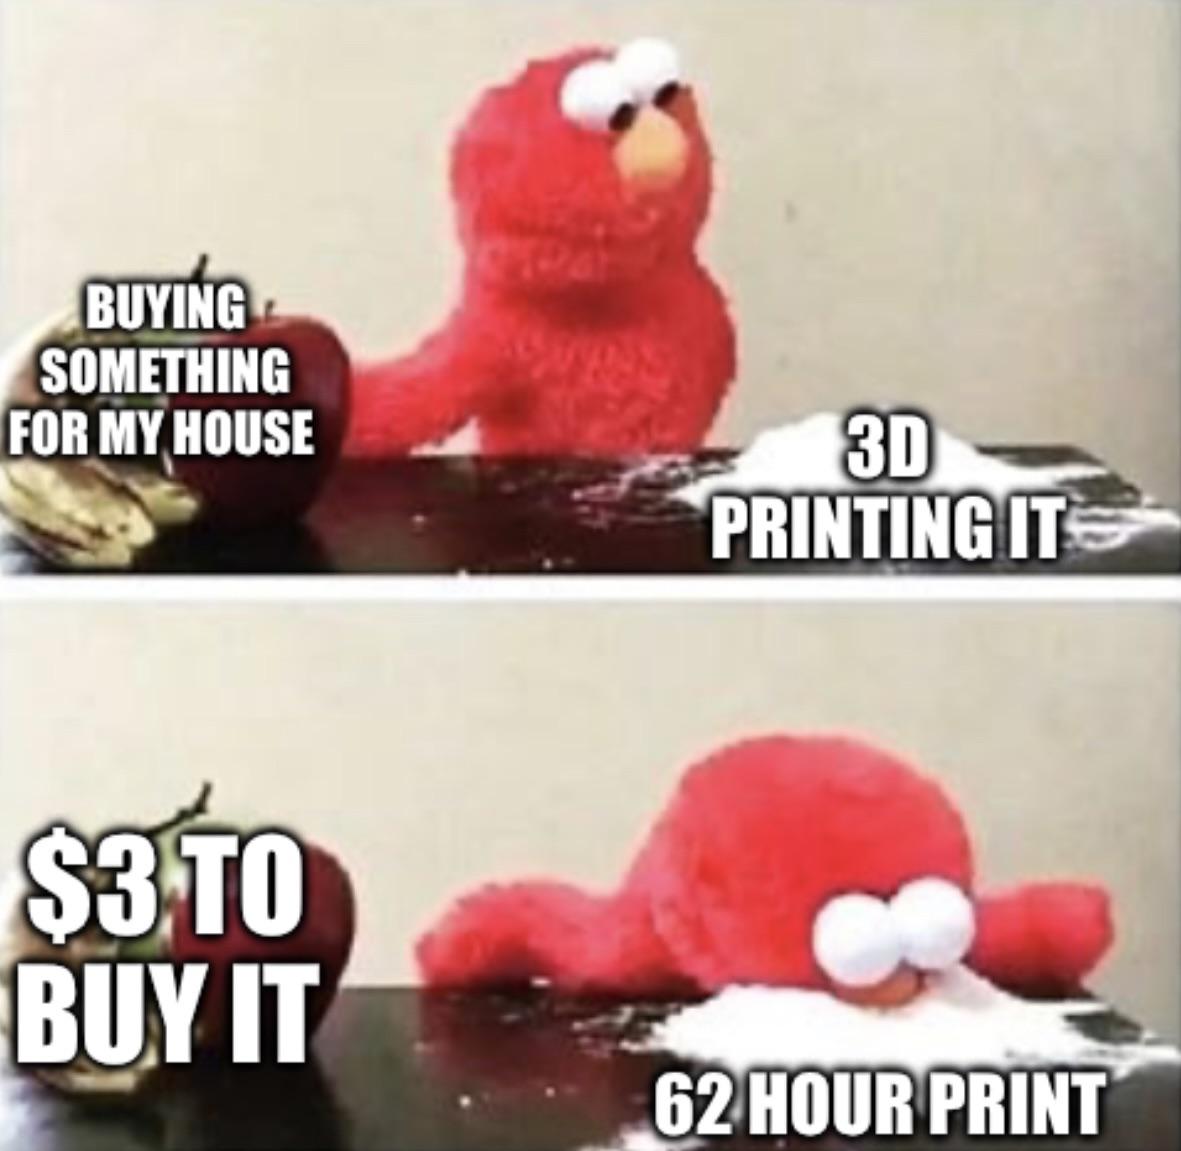 BUYING
SOMETHING
FOR MY HOUSE
3D
PRINTING IT
$3 TO
BUY IT
62 HOUR PRINT